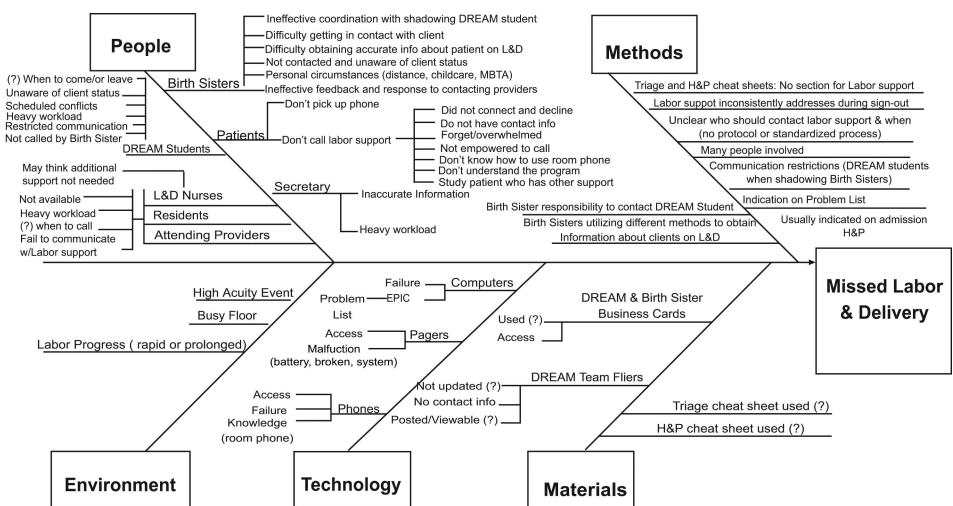 People
Ineffective coordination with shadowing DREAM student
Difficulty getting in contact with client
Difficulty obtaining accurate info about patient on L&D
Not contacted and unaware of client status
Personal circumstances (distance, childcare, MBTA)
Ineffective feedback and response to contacting providers
Birth Sisters
(?) When to come/or leave
Unaware of client status
Scheduled conflicts
Heavy workload
Restricted communication
Not called by Birth Sister
DREAM Students
Patients
Don't pick up phone
Don't call labor support
Did not connect and decline
Do not have contact info
Forget/overwhelmed
Not empowered to call
Don't know how to use room phone
Don't understand the program
Study patient who has other support
May think additional
support not needed
Not available
Heavy workload
(?) when to call
Fail to communicate
w/Labor support
L&D Nurses
Residents
Attending Providers
Secretary
Inaccurate Information
Heavy workload
Methods
Triage and H&P cheat sheets: No section for Labor support
Labor suppot inconsistently addresses during sign-out
Unclear who should contact labor support & when
(no protocol or standardized process)
Many people involved
Communication restrictions (DREAM students
when shadowing Birth Sisters)
Indication on Problem List
Usually indicated on admission
H&P
Birth Sister responsibility to contact DREAM Student
Birth Sisters utilizing different methods to obtain
Information about clients on L&D
Missed Labor
& Delivery
High Acuity Event
Busy Floor
Labor Progress ( rapid or prolonged)
Environment
Failure
Problem
List
EPIC
Computers
Access
Malfuction
(battery, broken, system)
Pagers
Access
Failure
Knowledge
(room phone)
Phones
Technology
DREAM & Birth Sister
Business Cards
Used (?)
Access
DREAM Team Fliers
Not updated (?)
No contact info
Posted/Viewable (?)
Triage cheat sheet used (?)
H&P cheat sheet used (?)
Materials